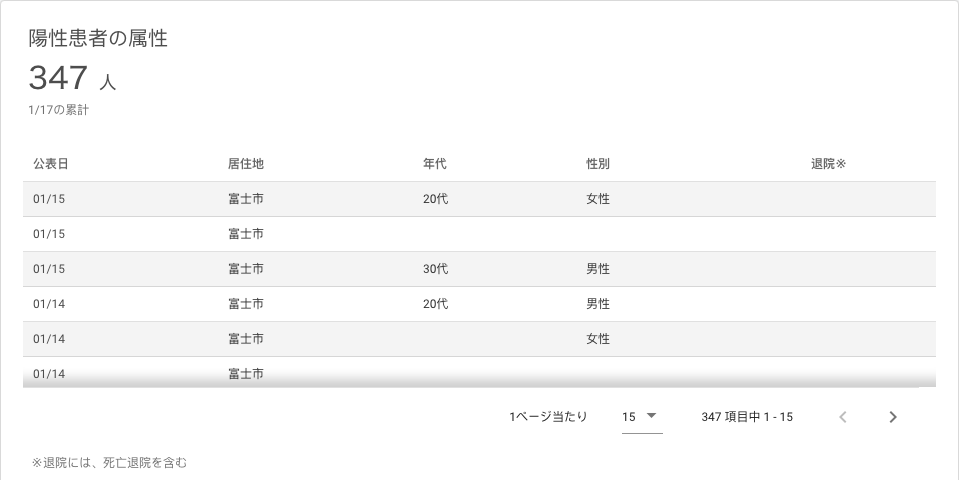 陽性患者の属性
347 人
1/17の累計
公表日 居住地 年代 性別 退院※
01/15 富士市 20代 女性
01/15 富士市
01/15 富士市 30代 男性
01/14 富士市 20代 男性
01/14 富士市 女性
01/14 富士市
1ページ当たり 15 347 項目中 1 - 15
※退院には、死亡退院を含む